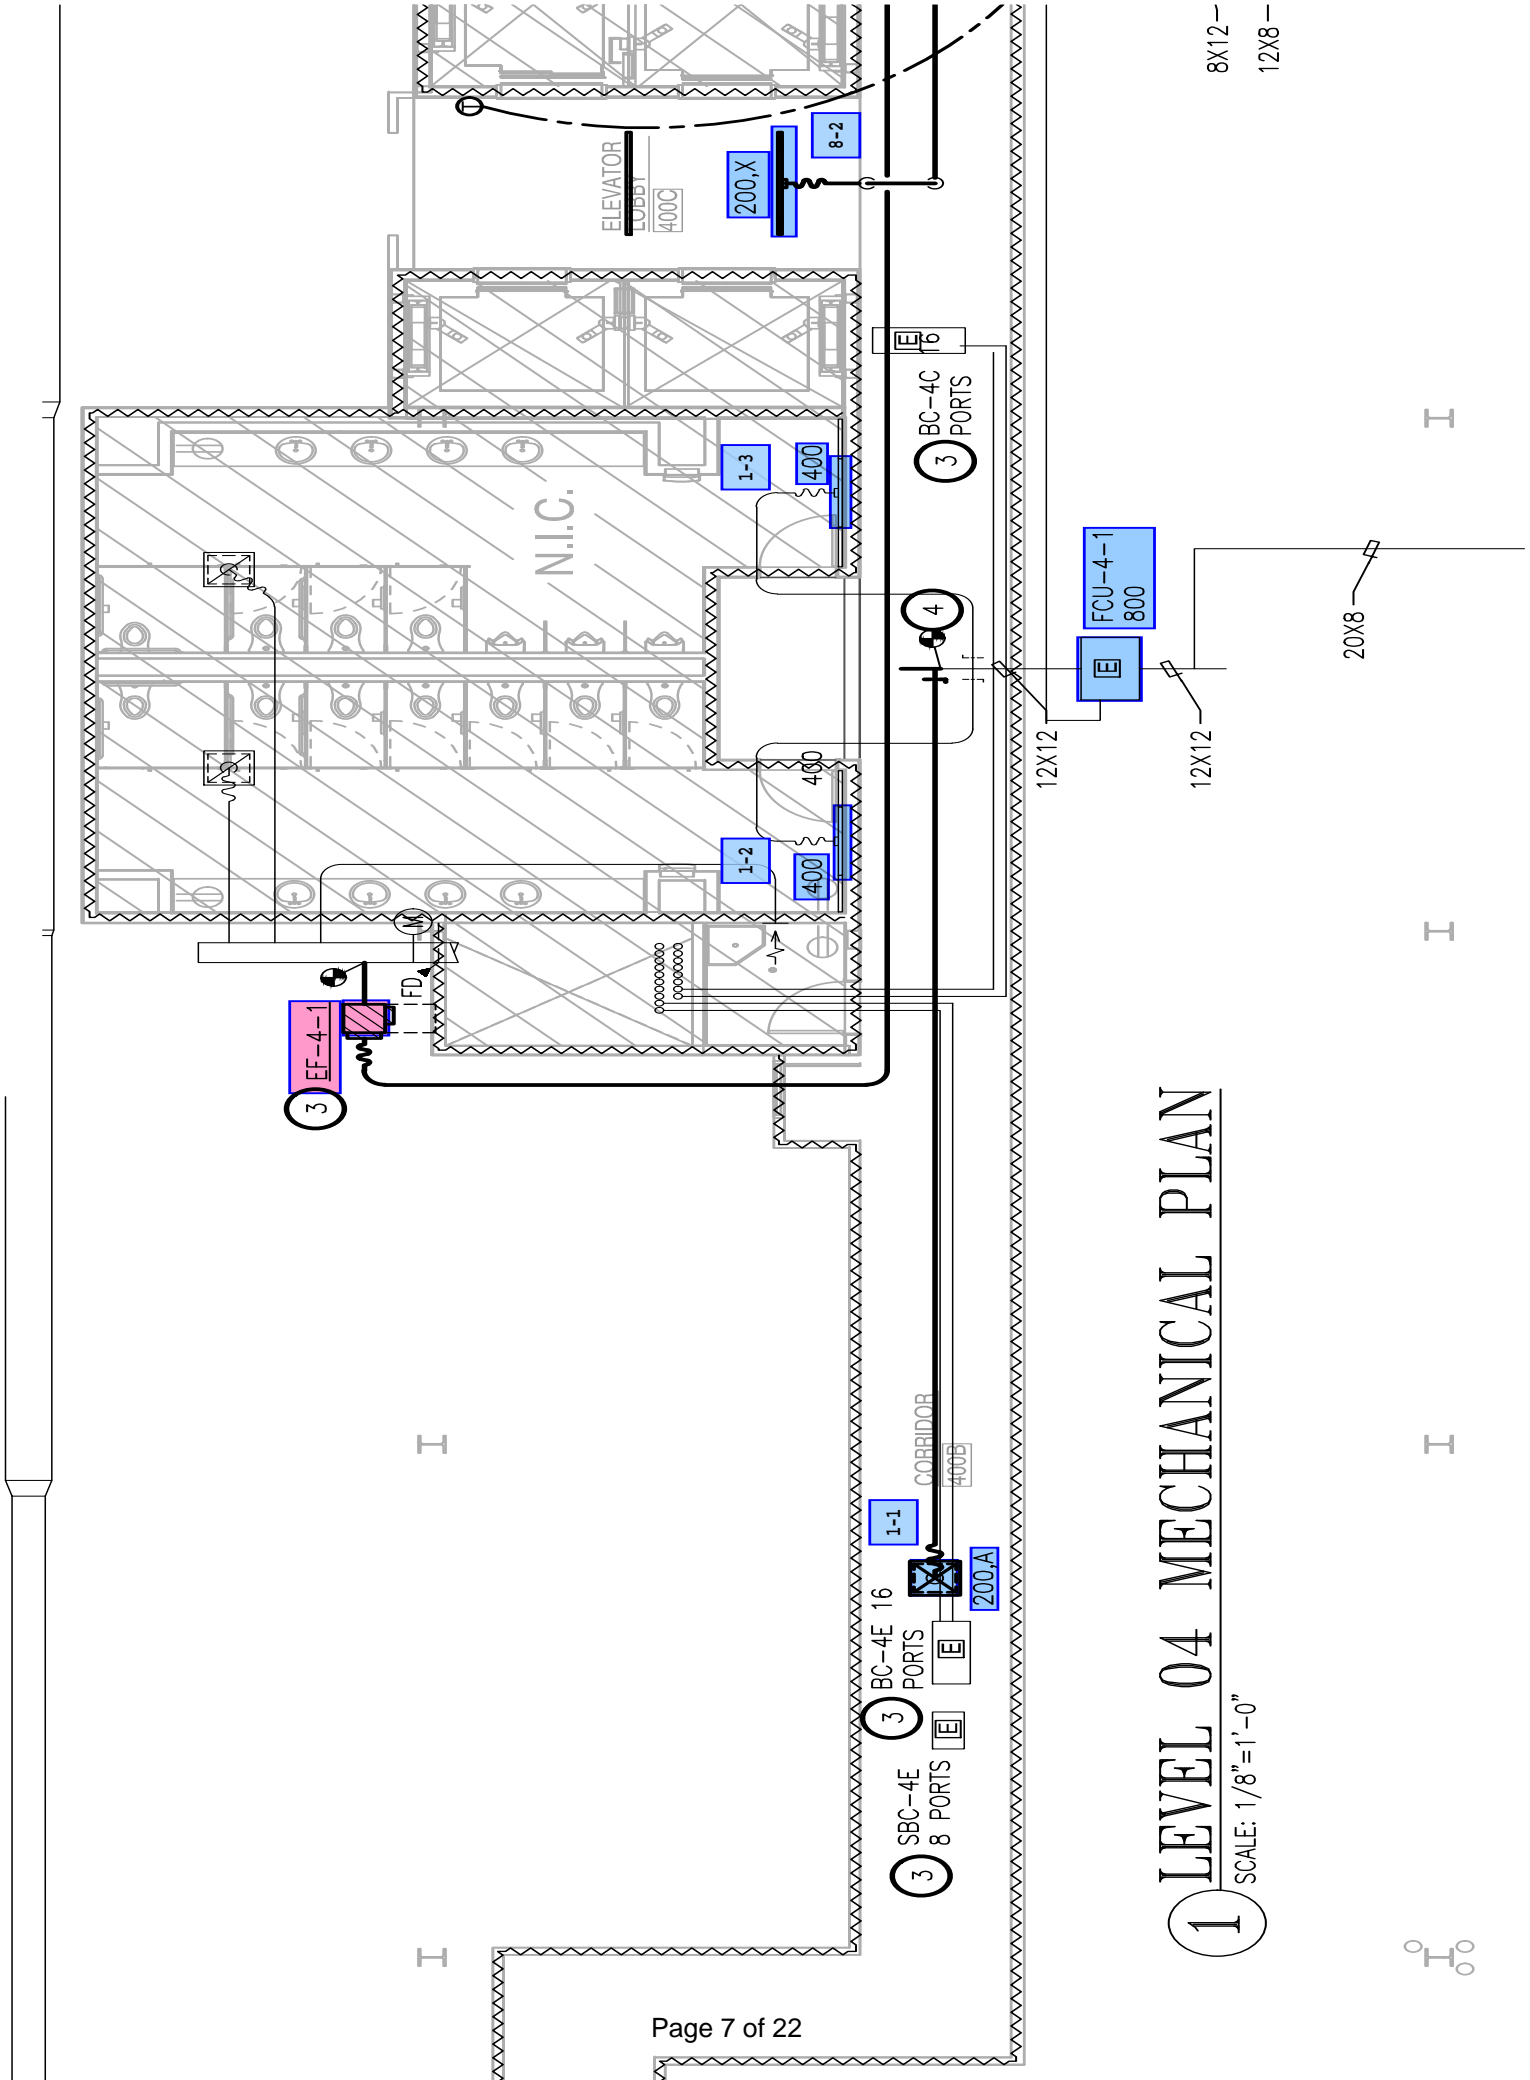 8X12
12X8
8-2
200,X
ELEVATOR
LOBBY
400C
E
16
BC-4C
PORTS
3
1-3
400
N.I.C.
4
FCU-4-1
800
E
20X8
12X12
12X12
400
1-2
400
M
FD
EF-4-1
3
CORRIDOR
400B
1-1
200,A
BC-4E 16
PORTS
3
E
E
SBC-4E
8 PORTS
3
1
LEVEL 04 MECHANICAL PLAN
SCALE: 1/8"=1'-0"
Page 7 of 22